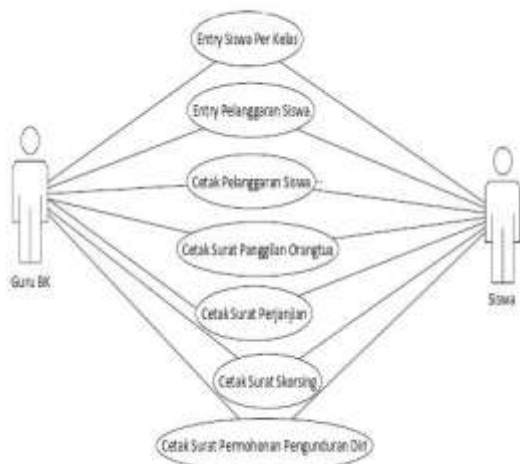 Entry Siswa Per Kelas
Entry Pelanggaran Siswa
Cetak Pelanggaran Siswa
Cetak Surat Panggilan Orangtua
Guru BK
Siswa
Cetak Surat Perjanjian
Cetak Surat Skorsing
Cetak Surat Permohonan Pengunduran Diri